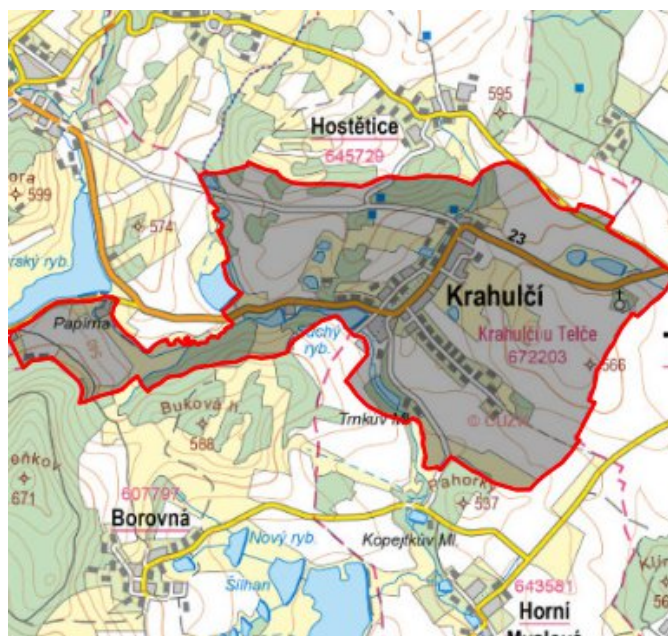 595
Hostětice
645729
ora
599
574
23
rský ryb.
Krahulčí
Papírna
Suchý
ryb.
Krahulčí u Telče
672203
566
540
Buková h.
588
Trnkův Ml.
© ČÚZK
Pahorky
537
671
607797
Borovná
Nový ryb.
Kopejtkův Ml.
Šilhan
643581
Horní